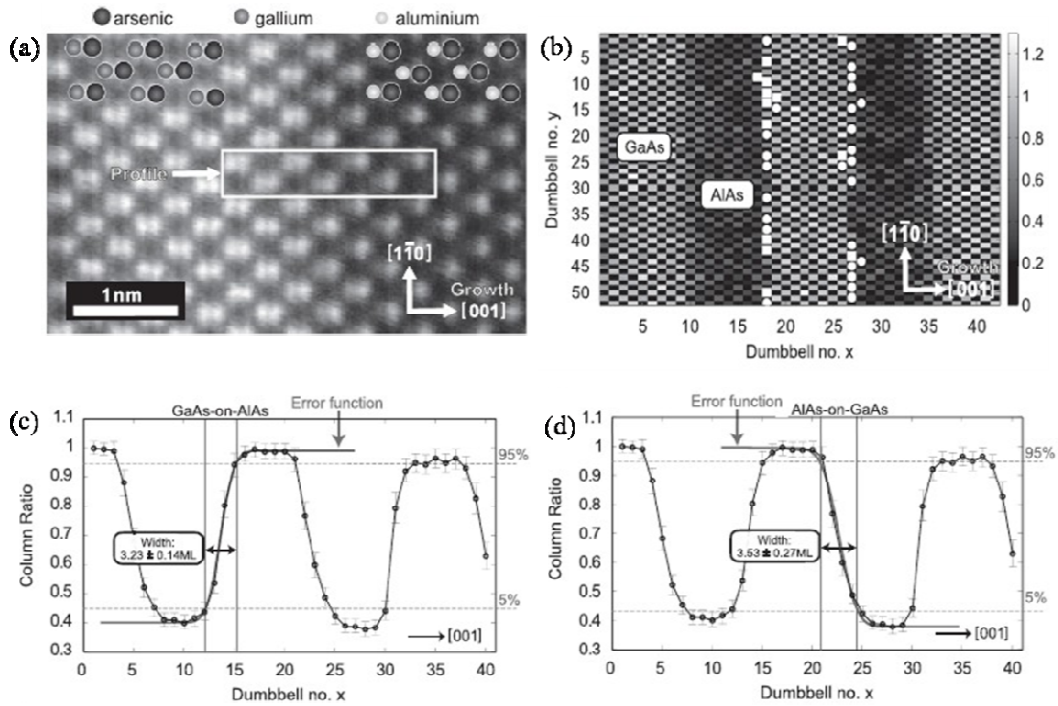 arsenic gallium aluminium
(a)
Profile
[11̄0]
Growth
[001]
1nm
(b)
Dumbbell no. y
5
10
15
20
25
30
35
40
45
50
GaAs
AlAs
[11̄0]
Growth
[001]
5 10 15 20 25 30 35 40
Dumbbell no. x
1.2
1
0.8
0.6
0.4
0.2
0
(c)
GaAs-on-AlAs
Error function
1.1
1
0.9
0.8
0.7
0.6
0.5
0.4
0.3
Column Ratio
95%
5%
Width:
3.23 ± 0.14ML
[001]
0 5 10 15 20 25 30 35 40
Dumbbell no. x
(d)
AlAs-on-GaAs
Error function
1.1
1
0.9
0.8
0.7
0.6
0.5
0.4
0.3
Column Ratio
95%
5%
Width:
3.53 ± 0.27ML
[001]
0 5 10 15 20 25 30 35 40
Dumbbell no. x